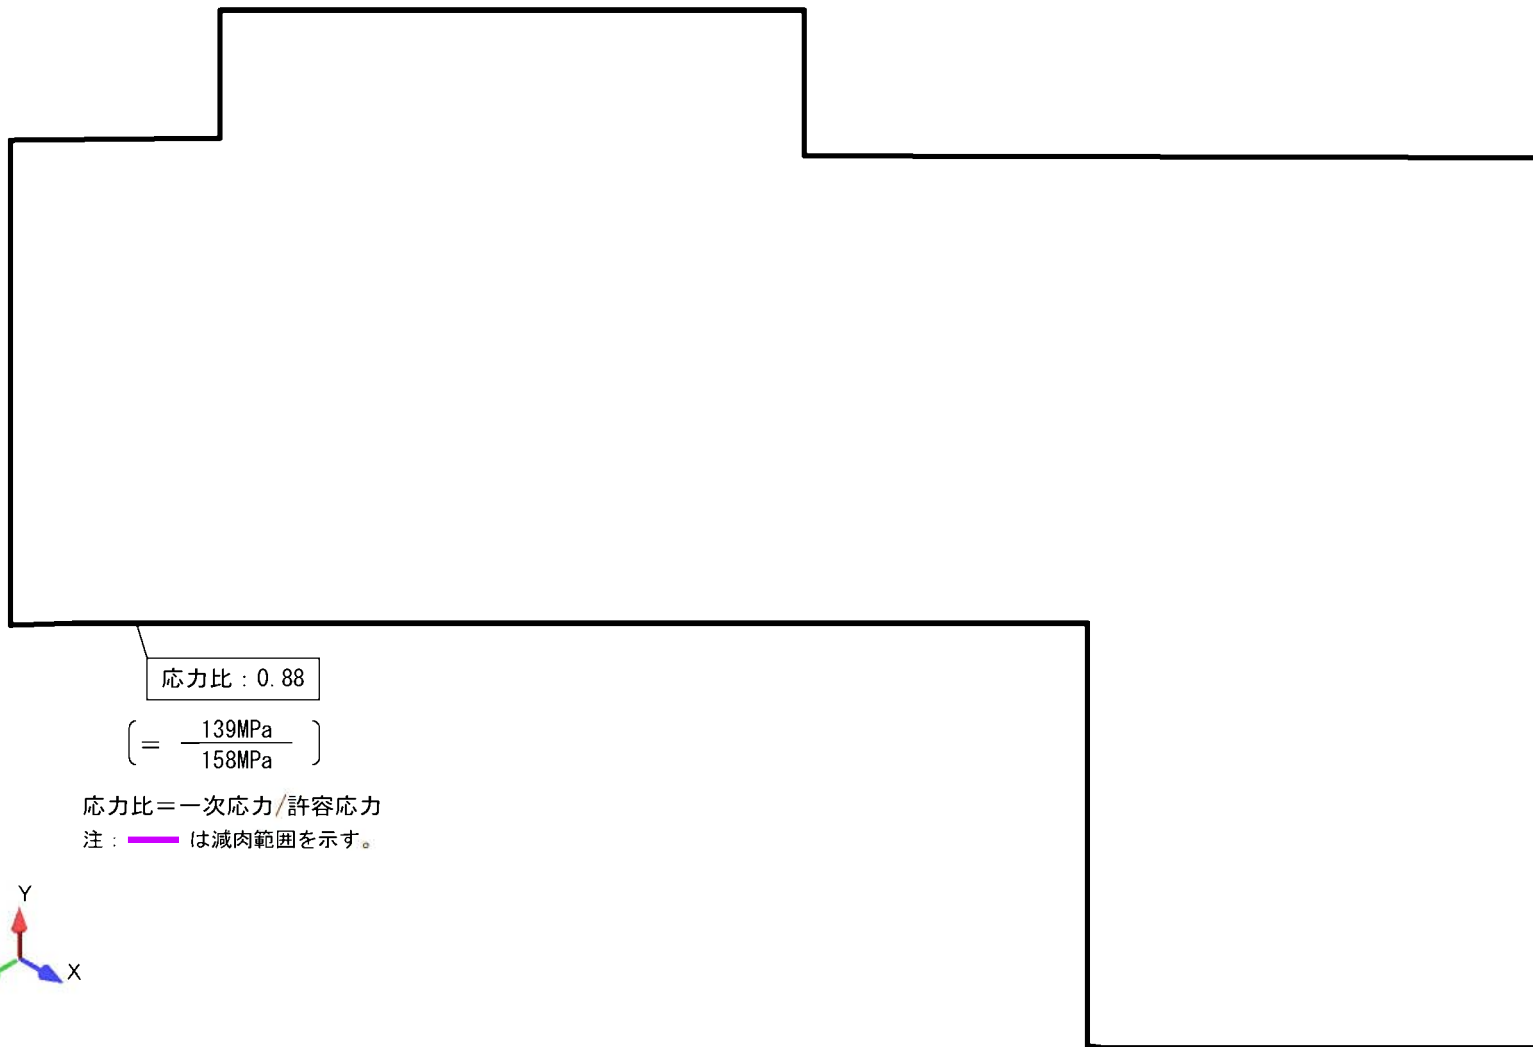 応力比：0.88
(= 139MPa
158MPa )
応力比＝一次応力/許容応力
注： は減肉範囲を示す。
Y
X